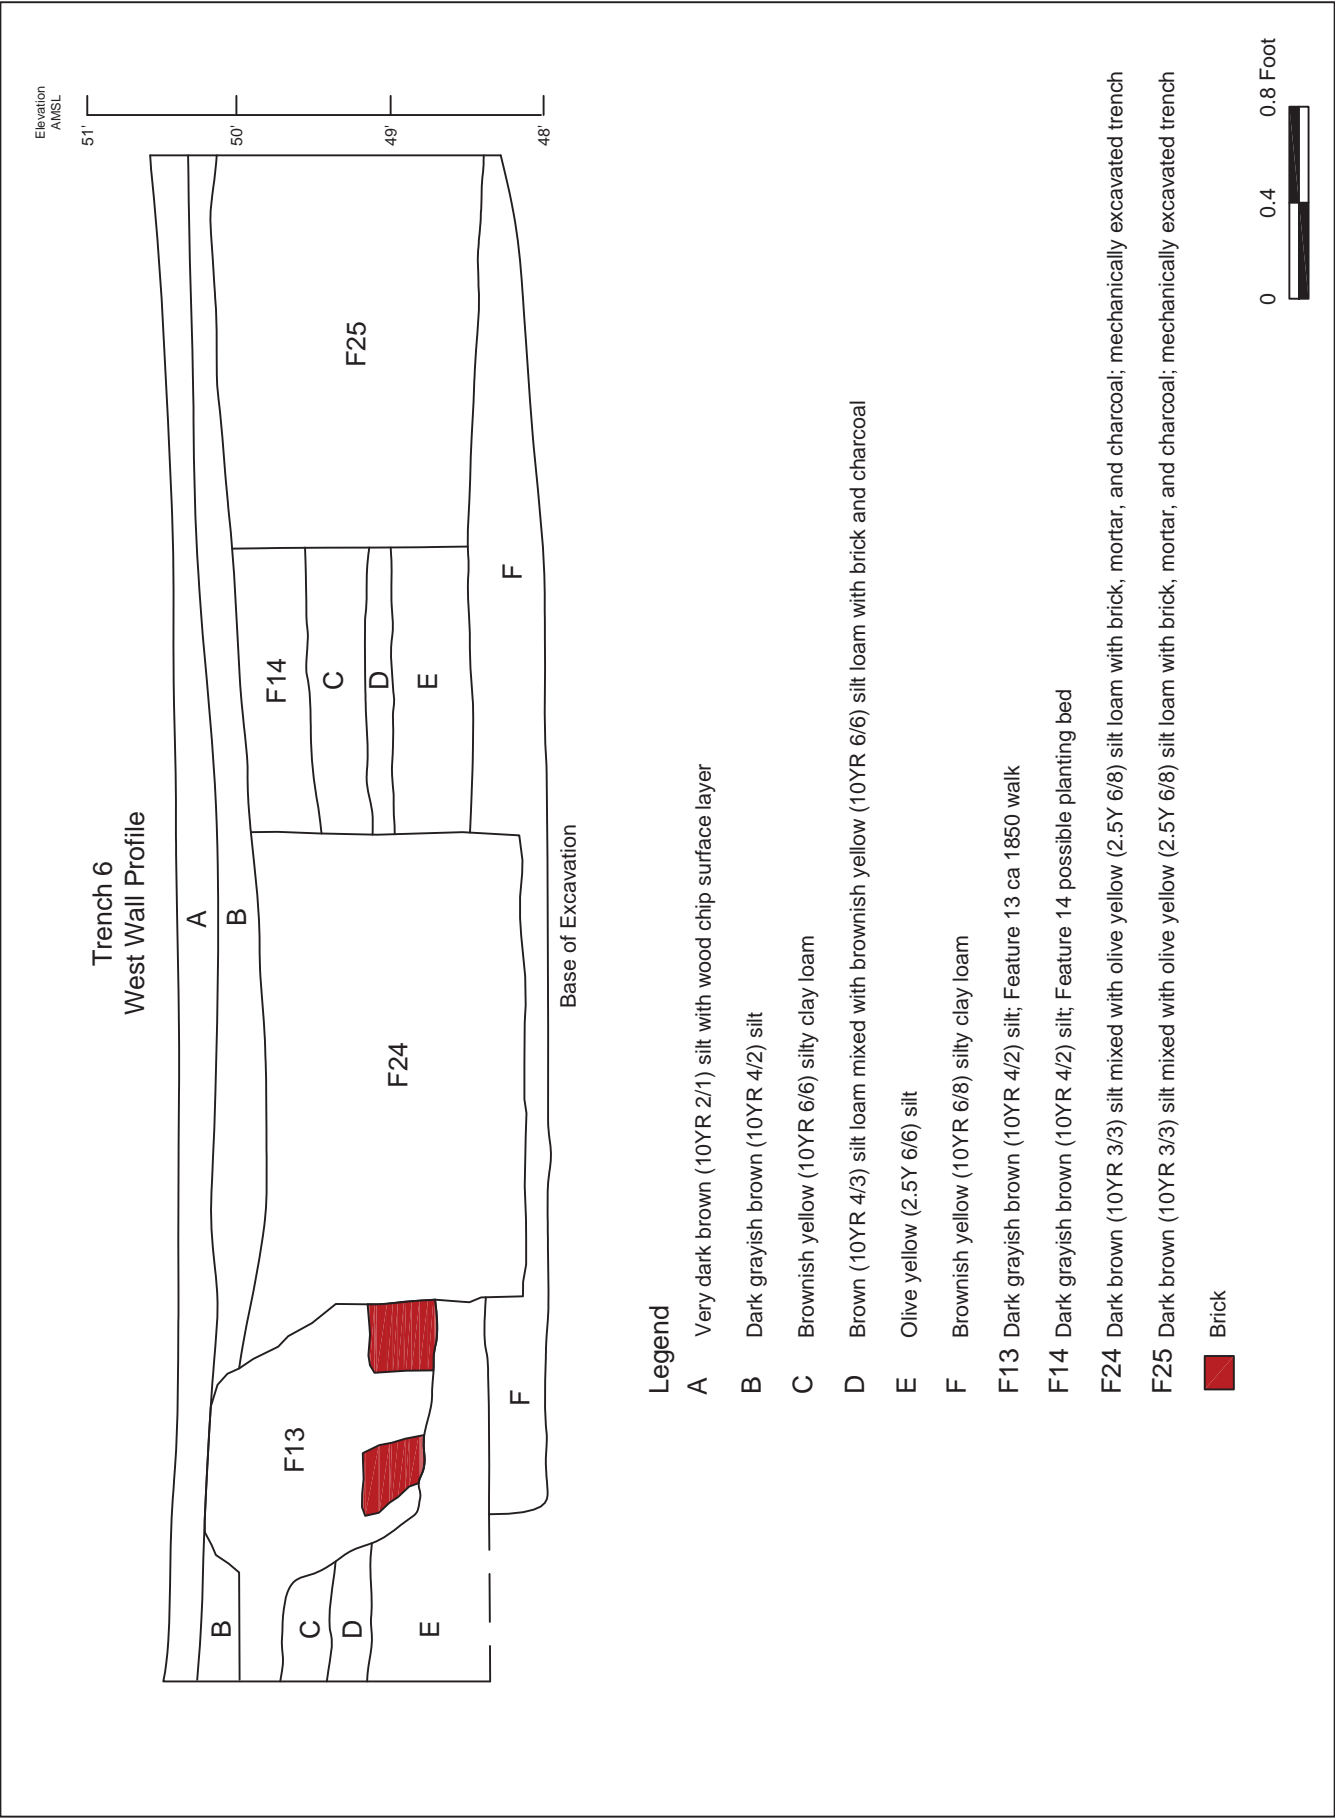 Trench 6
West Wall Profile
Elevation
AMSL
51'
50'
49'
48'
A
B
B
C
D
E
F13
F
F24
F14
C
D
E
F
F25
Base of Excavation
Legend
A Very dark brown (10YR 2/1) silt with wood chip surface layer
B Dark grayish brown (10YR 4/2) silt
C Brownish yellow (10YR 6/6) silty clay loam
D Brown (10YR 4/3) silt loam mixed with brownish yellow (10YR 6/6) silt loam with brick and charcoal
E Olive yellow (2.5Y 6/6) silt
F Brownish yellow (10YR 6/8) silty clay loam
F13 Dark grayish brown (10YR 4/2) silt; Feature 13 ca 1850 walk
F14 Dark grayish brown (10YR 4/2) silt; Feature 14 possible planting bed
F24 Dark brown (10YR 3/3) silt mixed with olive yellow (2.5Y 6/8) silt loam with brick, mortar, and charcoal; mechanically excavated trench
F25 Dark brown (10YR 3/3) silt mixed with olive yellow (2.5Y 6/8) silt loam with brick, mortar, and charcoal; mechanically excavated trench
Brick
0 0.4 0.8 Foot